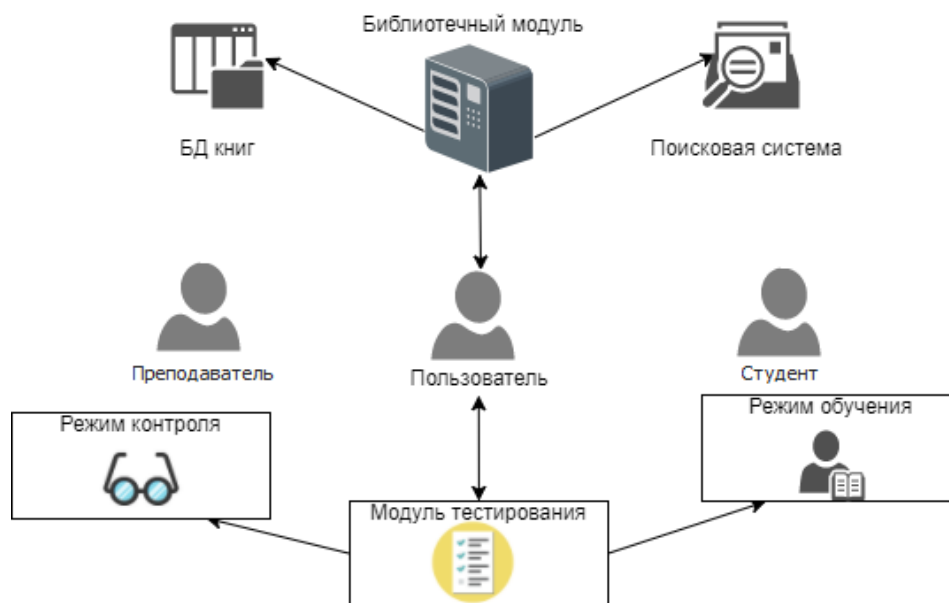 Библиотечный модуль
БД книг
Поисковая система
Преподаватель
Пользователь
Студент
Режим контроля
Режим обучения
Модуль тестирования